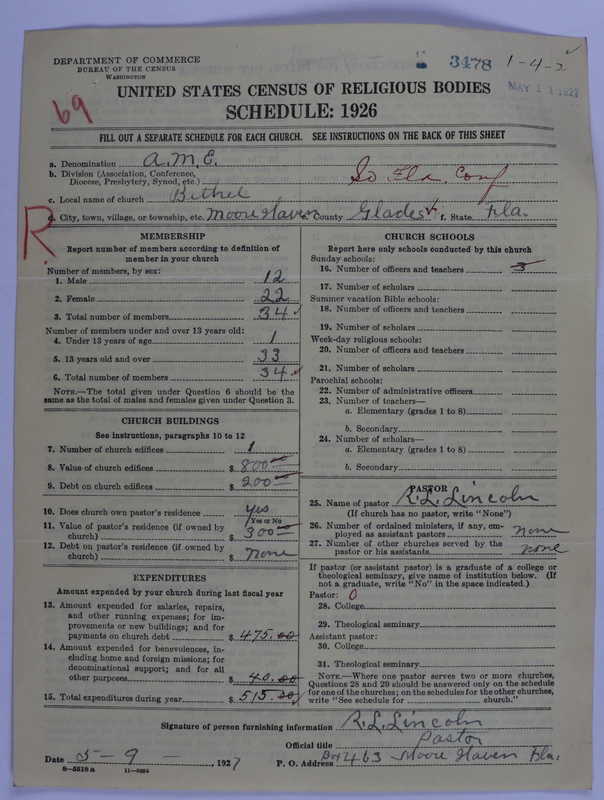 DEPARTMENT OF COMMERCE
BUREAU OF THE CENSUS
WASHINGTON
3478
1-4-2
MAY 11 1927
69
UNITED STATES CENSUS OF RELIGIOUS BODIES
SCHEDULE: 1926
FILL OUT A SEPARATE SCHEDULE FOR EACH CHURCH. SEE INSTRUCTIONS ON THE BACK OF THIS SHEET
a. Denomination A.M.E.
b. Division (Association, Conference,
Diocese, Presbytery, Synod, etc.) So Fla. Conf
c. Local name of church Bethel
R
d. City, town, village, or township, etc. Moore Haven County Glades f. State Fla.
MEMBERSHIP
Report number of members according to definition of
member in your church
Number of members, by sex:
1. Male 12
2. Female 22
3. Total number of members 34
Number of members under and over 13 years old:
4. Under 13 years of age 1
5. 13 years old and over 33
6. Total number of members 34
NOTE.—The total given under Question 6 should be the
same as the total of males and females given under Question 3.
CHURCH BUILDINGS
See instructions, paragraphs 10 to 12
7. Number of church edifices 1
8. Value of church edifices $ 800.00
9. Debt on church edifices $ 200.00
10. Does church own pastor's residence yes
(Yes or No)
11. Value of pastor's residence (if owned by
church) $ 300.00
12. Debt on pastor's residence (if owned by
church) $ none
EXPENDITURES
Amount expended by your church during last fiscal year
13. Amount expended for salaries, repairs,
and other running expenses; for im-
provements or new buildings; and for
payments on church debt $ 475.00
14. Amount expended for benevolences, in-
cluding home and foreign missions; for
denominational support; and for all
other purposes $ 40.00
15. Total expenditures during year $ 515.00
CHURCH SCHOOLS
Report here only schools conducted by this church
Sunday schools:
16. Number of officers and teachers 3
17. Number of scholars
Summer vacation Bible schools:
18. Number of officers and teachers
19. Number of scholars
Week-day religious schools:
20. Number of officers and teachers
21. Number of scholars
Parochial schools:
22. Number of administrative officers
23. Number of teachers—
a. Elementary (grades 1 to 8)
b. Secondary
24. Number of scholars—
a. Elementary (grades 1 to 8)
b. Secondary
PASTOR
25. Name of pastor R.L. Lincoln
(If church has no pastor, write "None")
26. Number of ordained ministers, if any, em-
ployed as assistant pastors none
27. Number of other churches served by the
pastor or his assistants none
If pastor (or assistant pastor) is a graduate of a college or
theological seminary, give name of institution below. (If
not a graduate, write "No" in the space indicated.)
Pastor: 0
28. College
29. Theological seminary
Assistant pastor:
30. College
31. Theological seminary
NOTE.—Where one pastor serves two or more churches,
Questions 28 and 29 should be answered only on the schedule
for one of the churches; on the schedules for the other churches,
write "See schedule for church."
Signature of person furnishing information R.L. Lincoln
Official title Pastor
Date 5-9-, 1927 P. O. Address Box 463 Moore Haven Fla.
8-5518a 11-9054